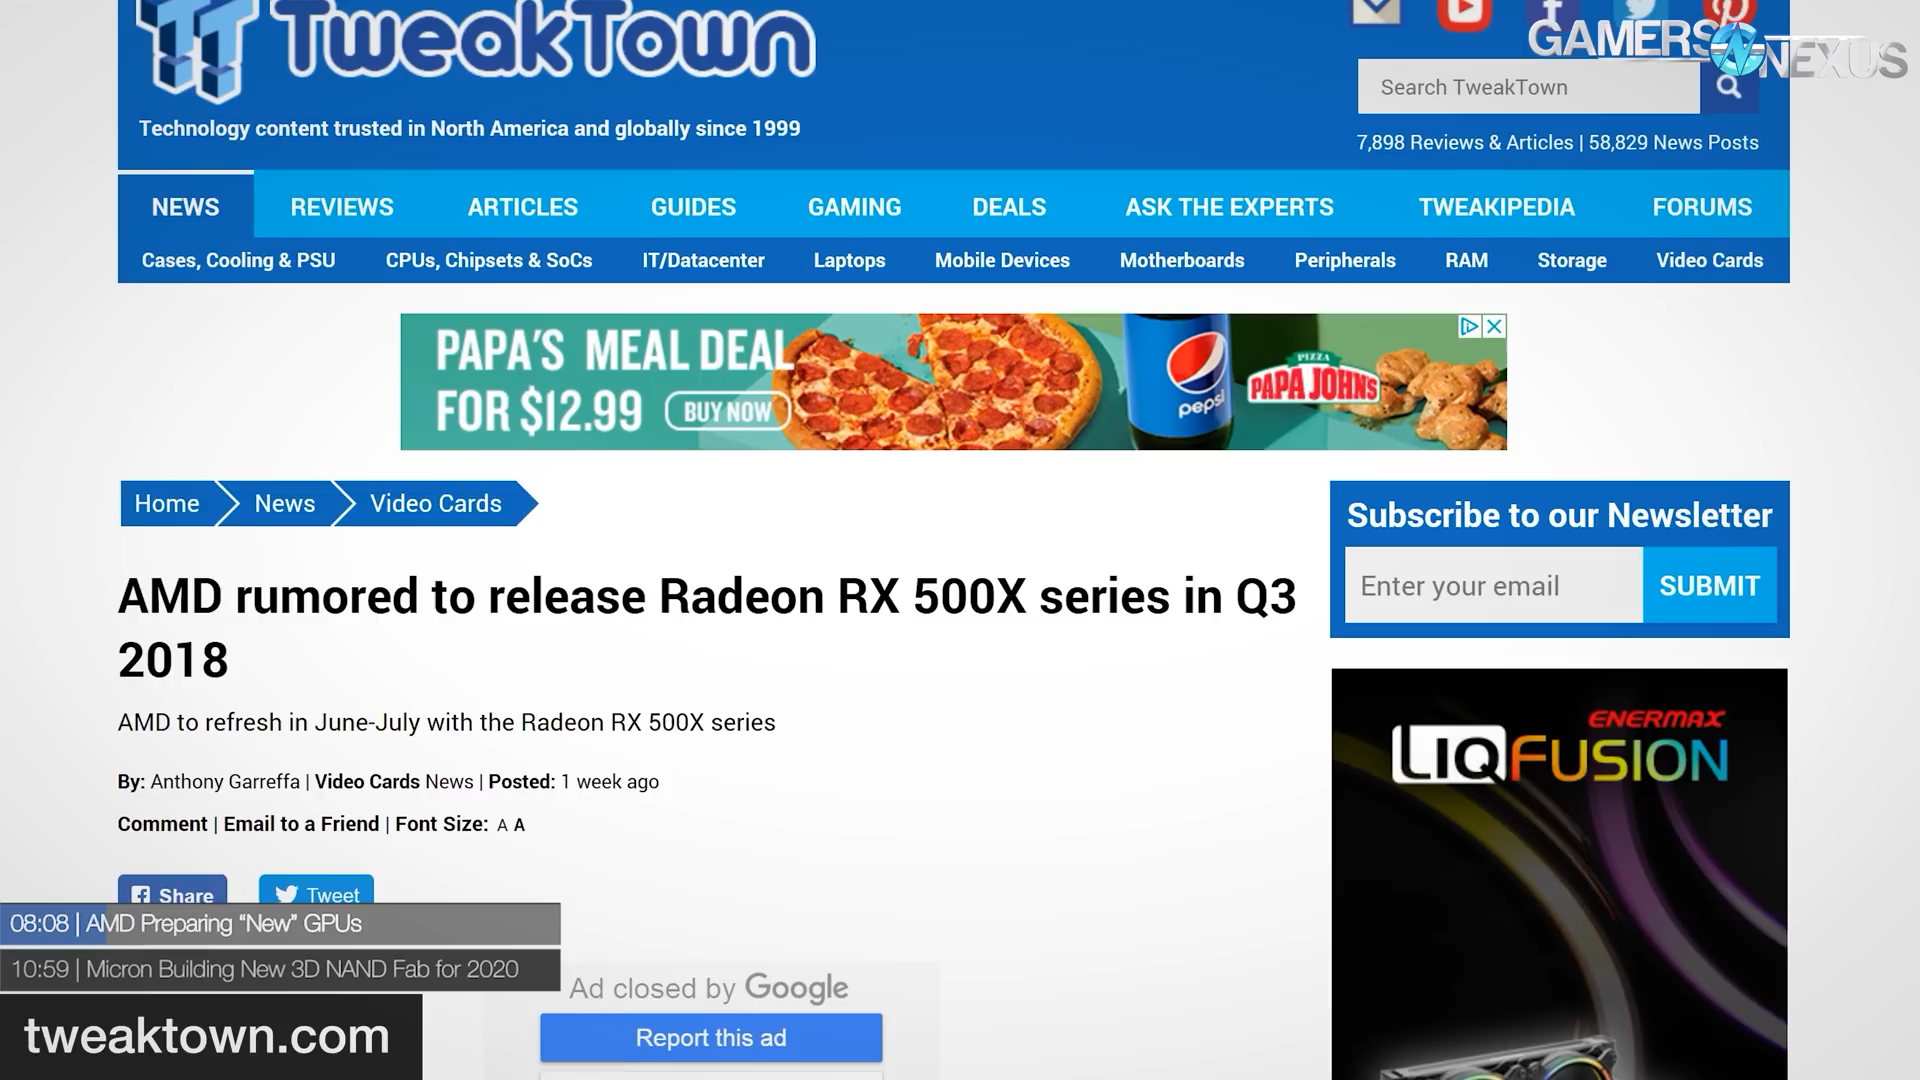 TweakTown
GAMERS NEXUS
Technology content trusted in North America and globally since 1999
Search TweakTown
7,898 Reviews & Articles | 58,829 News Posts
NEWS REVIEWS ARTICLES GUIDES GAMING DEALS ASK THE EXPERTS TWEAKIPEDIA FORUMS
Cases, Cooling & PSU CPUs, Chipsets & SoCs IT/Datacenter Laptops Mobile Devices Motherboards Peripherals RAM Storage Video Cards
PAPA'S MEAL DEAL
FOR $12.99 BUY NOW
pepsi
PIZZA
PAPA JOHNS
Home News Video Cards
Subscribe to our Newsletter
Enter your email SUBMIT
AMD rumored to release Radeon RX 500X series in Q3
2018
AMD to refresh in June-July with the Radeon RX 500X series
By: Anthony Garreffa | Video Cards News | Posted: 1 week ago
Comment | Email to a Friend | Font Size: A A
ENERMAX
LIQFUSION
Share Tweet
08:08 | AMD Preparing “New” GPUs
10:59 | Micron Building New 3D NAND Fab for 2020
Ad closed by Google
Report this ad
tweaktown.com